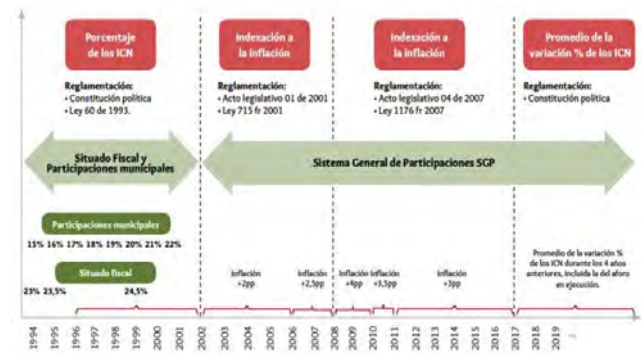 Porcentaje
de los ICN
Indexación a
la inflación
Indexación a
la inflación
Promedio de la
variación % de los ICN
Reglamentación:
• Constitución política
• Ley 60 de 1993.
Reglamentación:
• Acto legislativo 01 de 2001
• Ley 715 fr 2001
Reglamentación:
• Acto legislativo 04 de 2007
• Ley 1176 fr 2007
Reglamentación:
• Constitución política
Situado Fiscal y
Participaciones municipales
Sistema General de Participaciones SGP
Participaciones municipales
15% 16% 17% 18% 19% 20% 21% 22%
Situado fiscal
23% 23,5% 24,5%
Inflación
+2pp
Inflación
+2,5pp
Inflación
+4pp
Inflación
+3,5pp
Inflación
+3pp
Promedio de la variación %
de los ICN durante los 4 años
anteriores, incluida la del aforo
en ejecución.
1994 1995 1996 1997 1998 1999 2000 2001 2002 2003 2004 2005 2006 2007 2008 2009 2010 2011 2012 2013 2014 2015 2016 2017 2018 2019